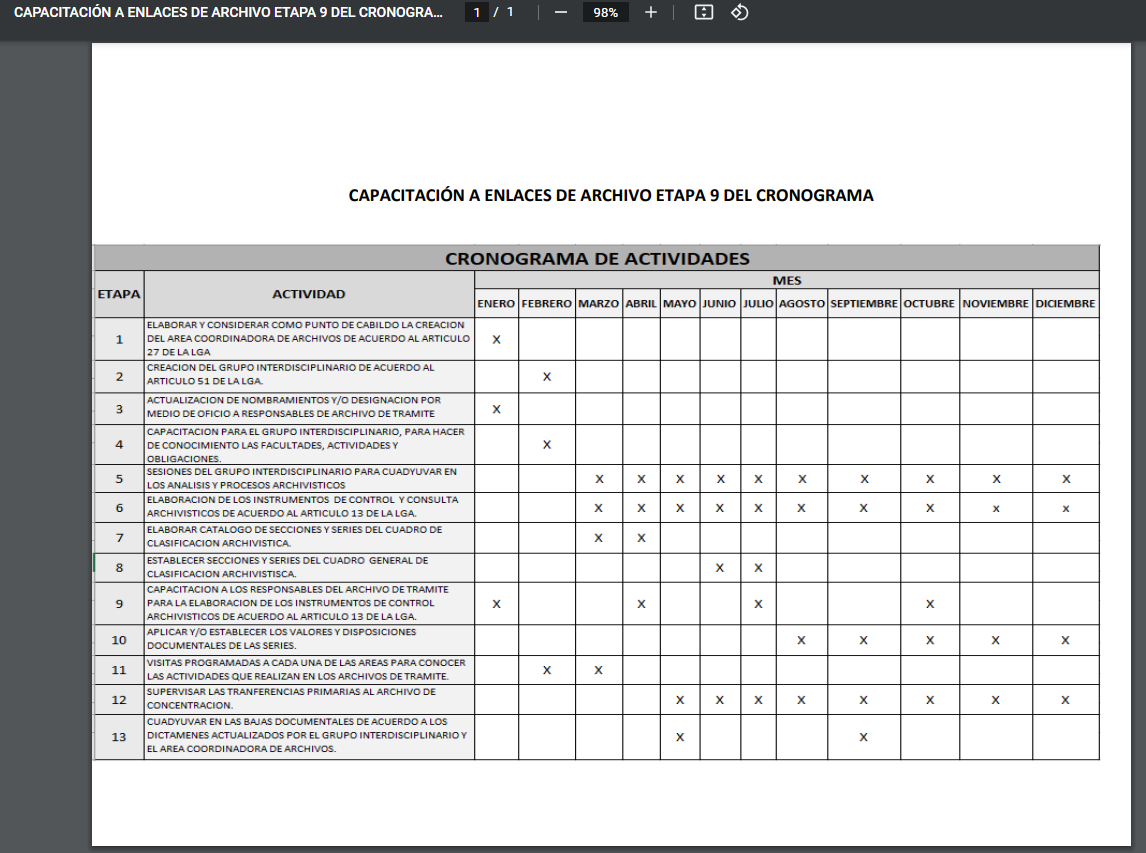 CAPACITACIÓN A ENLACES DE ARCHIVO ETAPA 9 DEL CRONOGRA...
1 / 1
98%
CAPACITACIÓN A ENLACES DE ARCHIVO ETAPA 9 DEL CRONOGRAMA
CRONOGRAMA DE ACTIVIDADES
ETAPA ACTIVIDAD MES
ENERO FEBRERO MARZO ABRIL MAYO JUNIO JULIO AGOSTO SEPTIEMBRE OCTUBRE NOVIEMBRE DICIEMBRE
1
ELABORAR Y CONSIDERAR COMO PUNTO DE CABILDO LA CREACION
DEL AREA COORDINADORA DE ARCHIVOS DE ACUERDO AL ARTICULO
27 DE LA LGA
X
2
CREACION DEL GRUPO INTERDISCIPLINARIO DE ACUERDO AL
ARTICULO 51 DE LA LGA.
X
3
ACTUALIZACION DE NOMBRAMIENTOS Y/O DESIGNACION POR
MEDIO DE OFICIO A RESPONSABLES DE ARCHIVO DE TRAMITE
X
4
CAPACITACION PARA EL GRUPO INTERDISCIPLINARIO, PARA HACER
DE CONOCIMIENTO LAS FACULTADES, ACTIVIDADES Y
OBLIGACIONES.
X
5
SESIONES DEL GRUPO INTERDISCIPLINARIO PARA CUADYUVAR EN
LOS ANALISIS Y PROCESOS ARCHIVISTICOS
X X X X X X X X X X
6
ELABORACION DE LOS INSTRUMENTOS DE CONTROL Y CONSULTA
ARCHIVISTICOS DE ACUERDO AL ARTICULO 13 DE LA LGA.
X X X X X X X X X X
7
ELABORAR CATALOGO DE SECCIONES Y SERIES DEL CUADRO DE
CLASIFICACION ARCHIVISTICA.
X X
8
ESTABLECER SECCIONES Y SERIES DEL CUADRO GENERAL DE
CLASIFICACION ARCHIVISTISCA.
X X
9
CAPACITACION A LOS RESPONSABLES DEL ARCHIVO DE TRAMITE
PARA LA ELABORACION DE LOS INSTRUMENTOS DE CONTROL
ARCHIVISTICOS DE ACUERDO AL ARTICULO 13 DE LA LGA.
X X X X
10
APLICAR Y/O ESTABLECER LOS VALORES Y DISPOSICIONES
DOCUMENTALES DE LAS SERIES.
X X X X X
11
VISITAS PROGRAMADAS A CADA UNA DE LAS AREAS PARA CONOCER
LAS ACTIVIDADES QUE REALIZAN EN LOS ARCHIVOS DE TRAMITE.
X X
12
SUPERVISAR LAS TRANFERENCIAS PRIMARIAS AL ARCHIVO DE
CONCENTRACION.
X X X X X X X X
13
CUADYUVAR EN LAS BAJAS DOCUMENTALES DE ACUERDO A LOS
DICTAMENES ACTUALIZADOS POR EL GRUPO INTERDISCIPLINARIO Y
EL AREA COORDINADORA DE ARCHIVOS.
X X